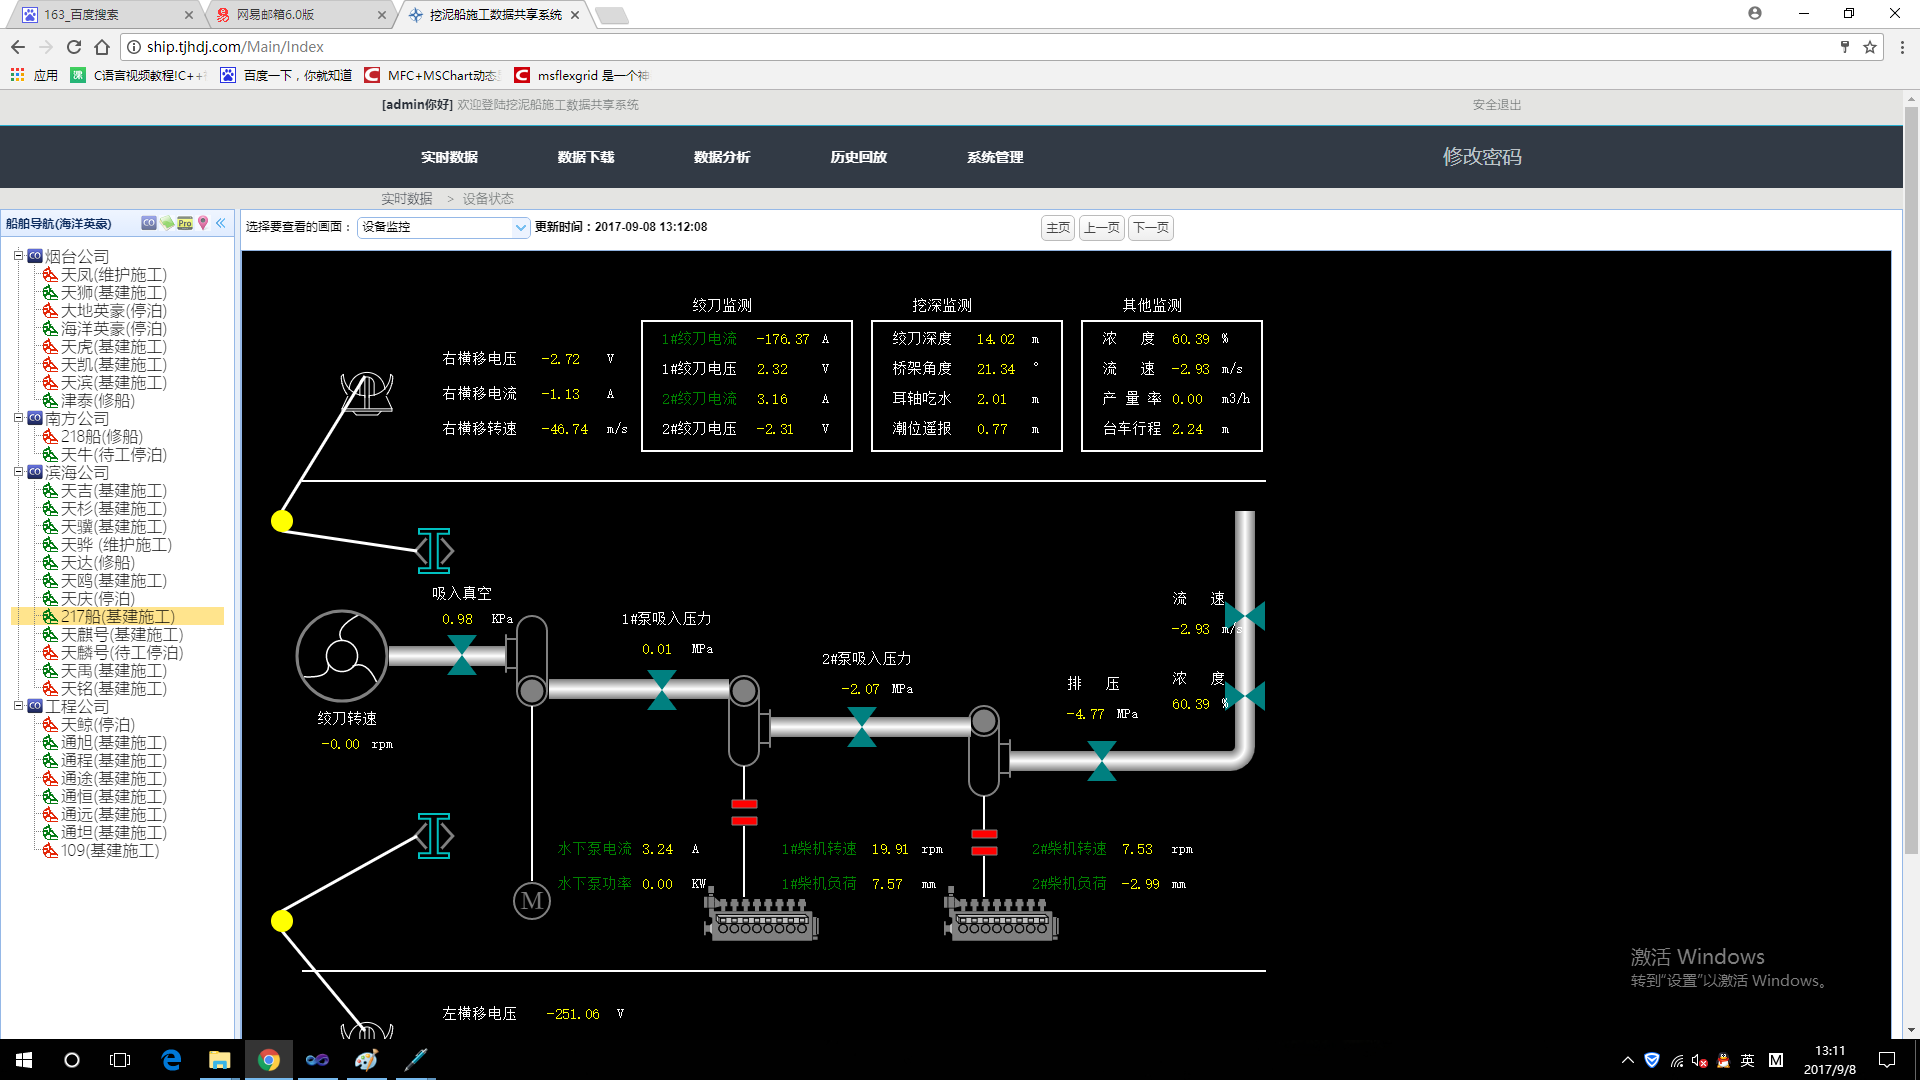 163_百度搜索
网易邮箱6.0版
挖泥船施工数据共享系统
ship.tjhdj.com/Main/Index
应用
C语言视频教程!C++
百度一下，你就知道
MFC+MSChart动态
msflexgrid 是一个神
[admin你好] 欢迎登陆挖泥船施工数据共享系统
安全退出
实时数据
数据下载
数据分析
历史回放
系统管理
修改密码
实时数据 > 设备状态
船舶导航(海洋英豪)
选择要查看的画面：
设备监控
更新时间：2017-09-08 13:12:08
主页
上一页
下一页
烟台公司
天凤(维护施工)
天狮(基建施工)
大地英豪(停泊)
海洋英豪(停泊)
天虎(基建施工)
天凯(基建施工)
天滨(基建施工)
津泰(修船)
南方公司
218船(修船)
天牛(待工停泊)
滨海公司
天吉(基建施工)
天杉(基建施工)
天骥(基建施工)
天骅 (维护施工)
天达(修船)
天鸥(基建施工)
天庆(停泊)
217船(基建施工)
天麒号(基建施工)
天麟号(待工停泊)
天禹(基建施工)
天铭(基建施工)
工程公司
天鲸(停泊)
通旭(基建施工)
通程(基建施工)
通途(基建施工)
通恒(基建施工)
通远(基建施工)
通坦(基建施工)
109(基建施工)
右横移电压 -2.72 V
右横移电流 -1.13 A
右横移转速 -46.74 m/s
绞刀监测
1#绞刀电流 -176.37 A
1#绞刀电压 2.32 V
2#绞刀电流 3.16 A
2#绞刀电压 -2.31 V
挖深监测
绞刀深度 14.02 m
桥架角度 21.34 °
耳轴吃水 2.01 m
潮位遥报 0.77 m
其他监测
浓 度 60.39 %
流 速 -2.93 m/s
产 量 率 0.00 m3/h
台车行程 2.24 m
吸入真空
0.98 KPa
1#泵吸入压力
0.01 MPa
2#泵吸入压力
-2.07 MPa
排 压
-4.77 MPa
流 速
-2.93 m/s
浓 度
60.39 %
绞刀转速
-0.00 rpm
M
水下泵电流 3.24 A
水下泵功率 0.00 KW
1#柴机转速 19.91 rpm
1#柴机负荷 7.57 mm
2#柴机转速 7.53 rpm
2#柴机负荷 -2.99 mm
左横移电压 -251.06 V
激活 Windows
转到“设置”以激活 Windows。
英
M
13:11
2017/9/8